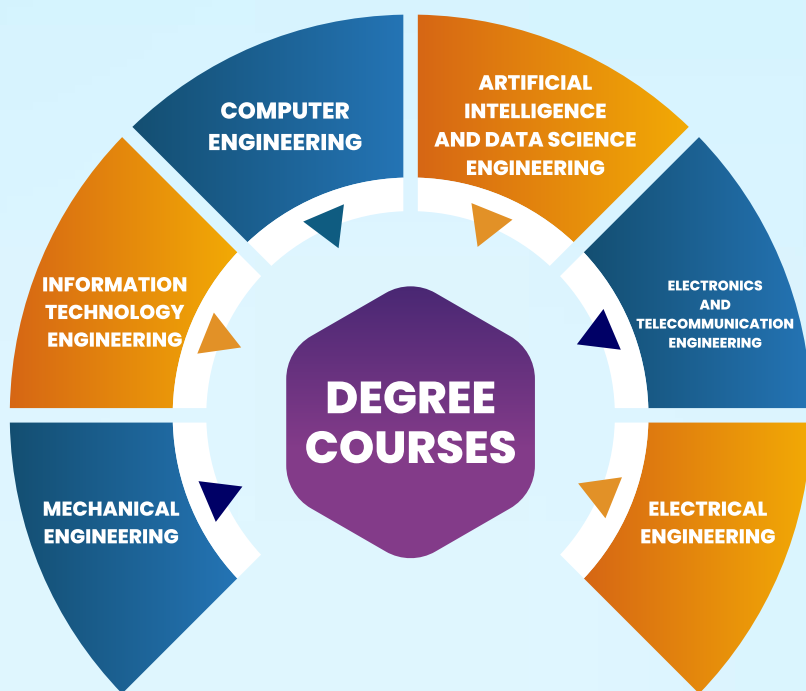 COMPUTER
ENGINEERING
ARTIFICIAL
INTELLIGENCE
AND DATA SCIENCE
ENGINEERING
INFORMATION
TECHNOLOGY
ENGINEERING
ELECTRONICS
AND
TELECOMMUNICATION
ENGINEERING
DEGREE
COURSES
MECHANICAL
ENGINEERING
ELECTRICAL
ENGINEERING